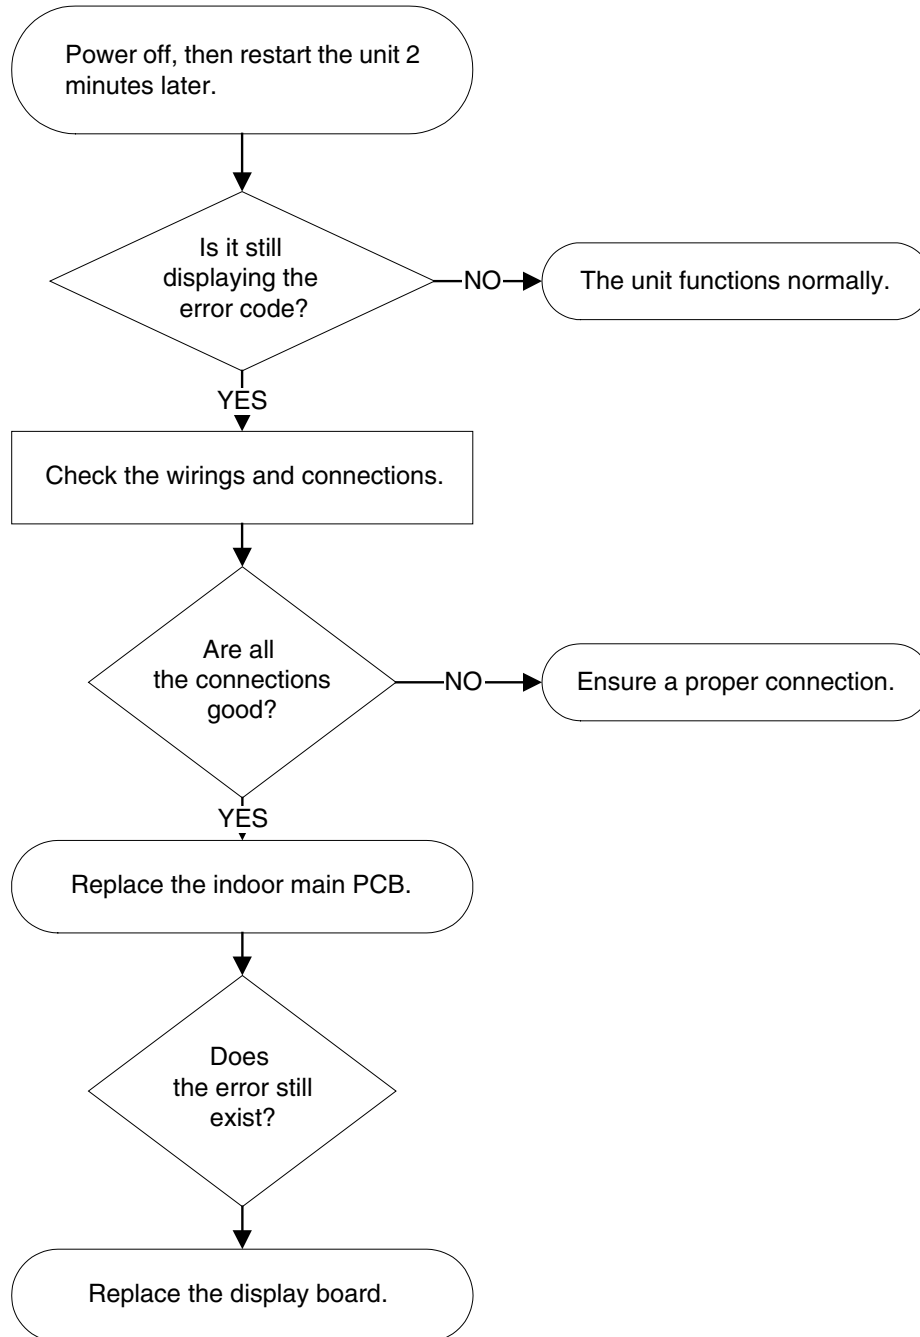 Power off, then restart the unit 2
minutes later.
Is it still
displaying the
error code?
NO
The unit functions normally.
YES
Check the wirings and connections.
Are all
the connections
good?
NO
Ensure a proper connection.
YES
Replace the indoor main PCB.
Does
the error still
exist?
Replace the display board.